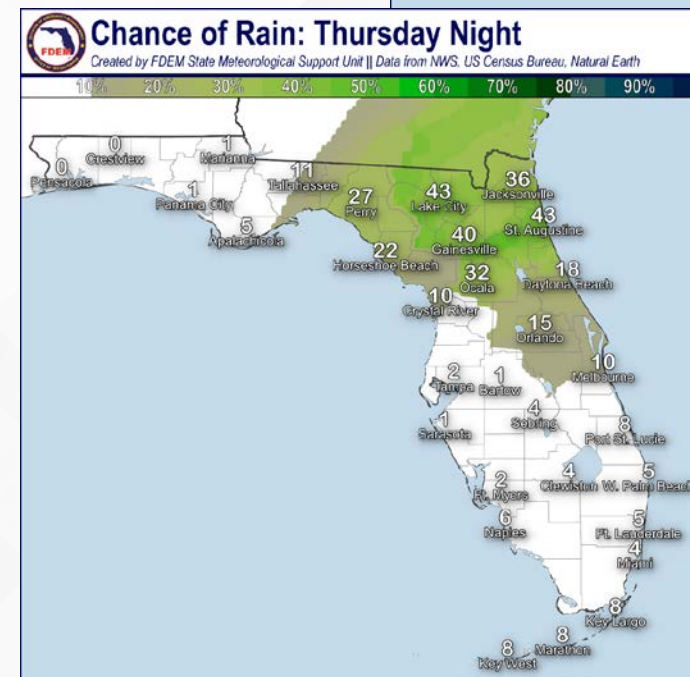 FDEM
Chance of Rain: Thursday Night
Created by FDEM State Meteorological Support Unit || Data from NWS, US Census Bureau, Natural Earth
10% 20% 30% 40% 50% 60% 70% 80% 90%
0
Crestview
1
Marianna
0
Pensacola
11
Tallahassee
1
Panama City
5
Apalachicola
27
Perry
43
Lake City
36
Jacksonville
43
St. Augustine
40
Gainesville
22
Horseshoe Beach
32
Ocala
18
Daytona Beach
10
Crystal River
15
Orlando
10
Melbourne
2
Tampa
1
Bartow
4
Sebring
1
Sarasota
8
Port St. Lucie
2
Ft. Myers
4
Clewiston
5
W. Palm Beach
6
Naples
5
Ft. Lauderdale
4
Miami
8
Key Largo
8
Marathon
8
Key West